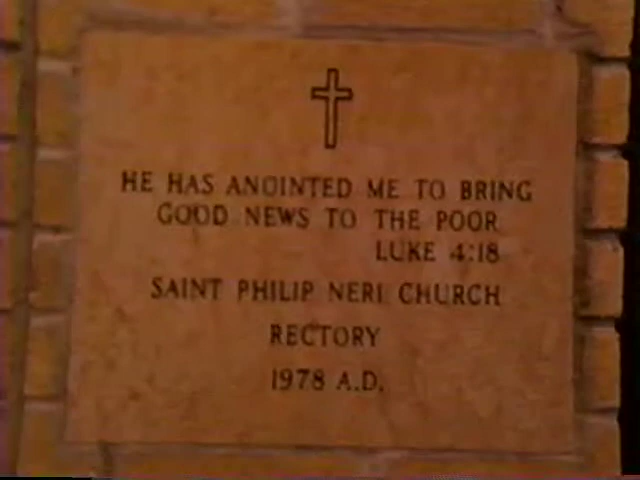 HE HAS ANOINTED ME TO BRING
GOOD NEWS TO THE POOR
LUKE 4:18
SAINT PHILIP NERI CHURCH
RECTORY
1978 A.D.